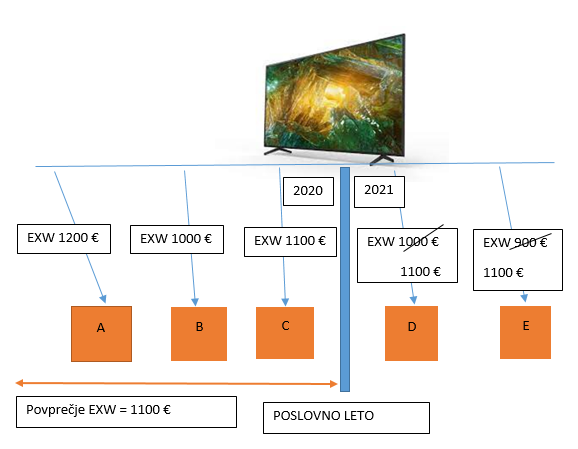 2020
2021
EXW 1200 €
EXW 1000 €
EXW 1100 €
EXW 1000 €
1100 €
EXW 900 €
1100 €
A
B
C
D
E
Povprečje EXW = 1100 €
POSLOVNO LETO